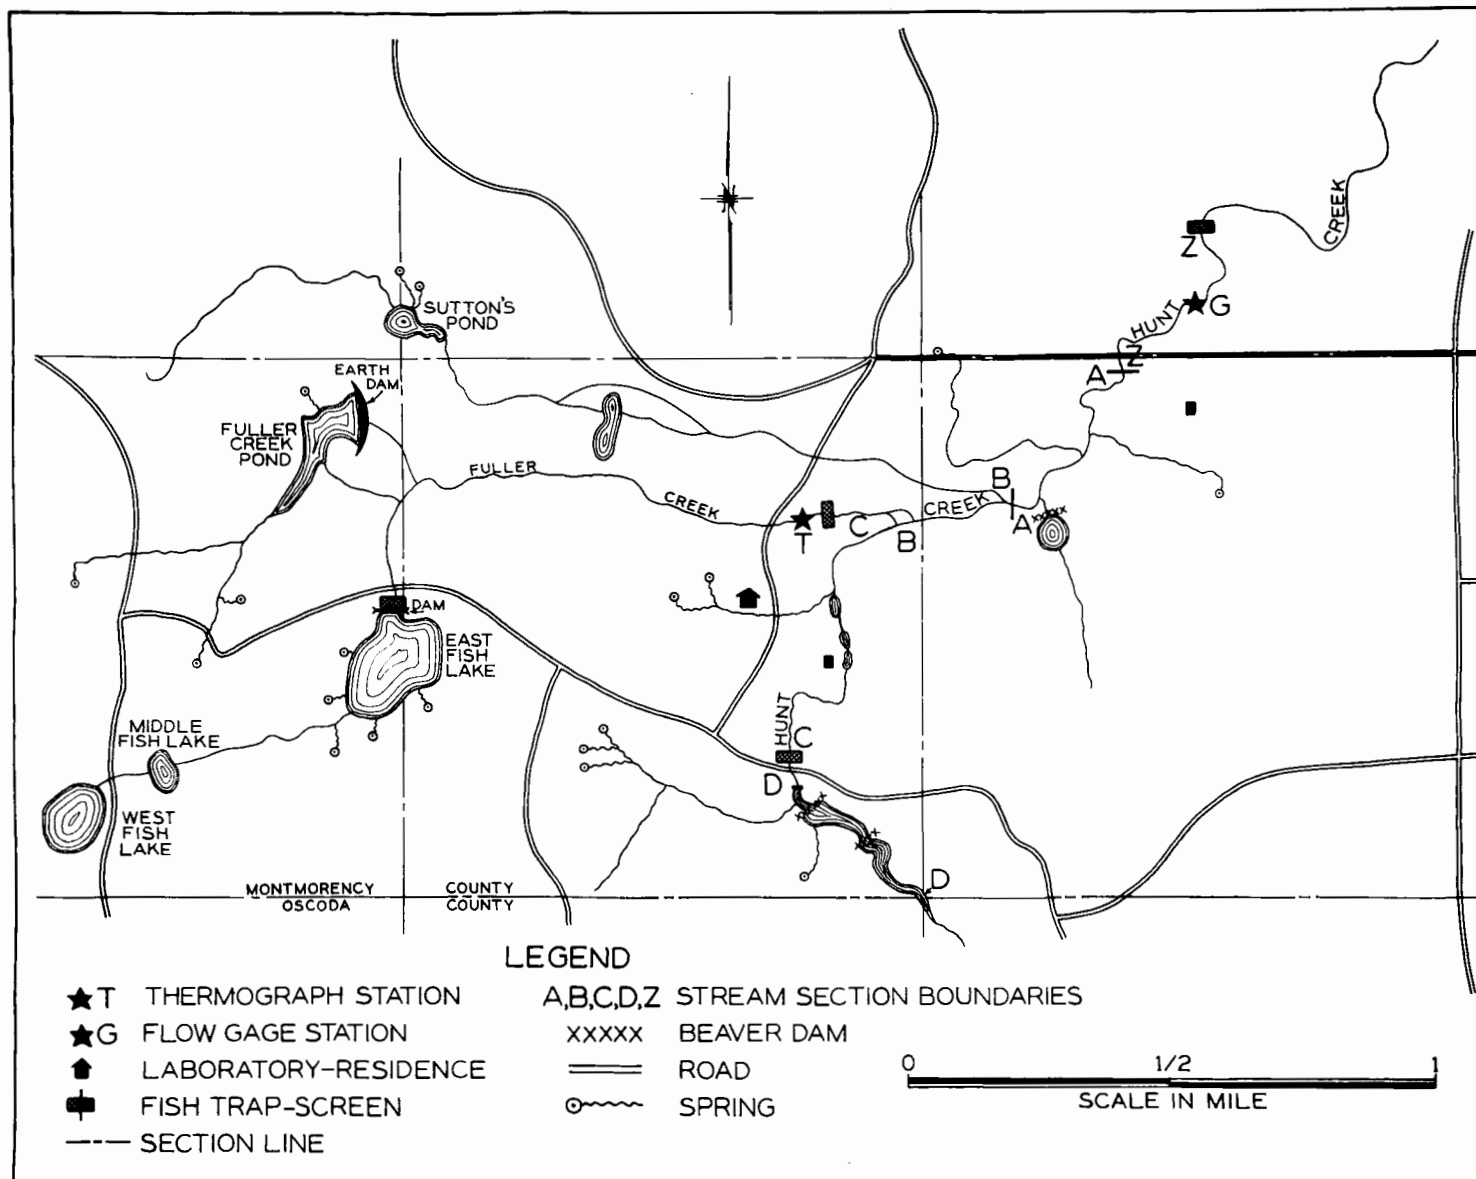 CREEK
Z
G
HUNT
SUTTON'S
POND
Z
A
EARTH
DAM
FULLER
CREEK
POND
FULLER
CREEK
B
CREEK
A
C
B
T
DAM
EAST
FISH
LAKE
MIDDLE
FISH LAKE
HUNT
C
D
WEST
FISH
LAKE
D
MONTMORENCY COUNTY
OSCODA COUNTY
LEGEND
T THERMOGRAPH STATION
G FLOW GAGE STATION
LABORATORY-RESIDENCE
FISH TRAP-SCREEN
SECTION LINE
A,B,C,D,Z STREAM SECTION BOUNDARIES
XXXXX BEAVER DAM
ROAD
SPRING
0 1/2 1
SCALE IN MILE